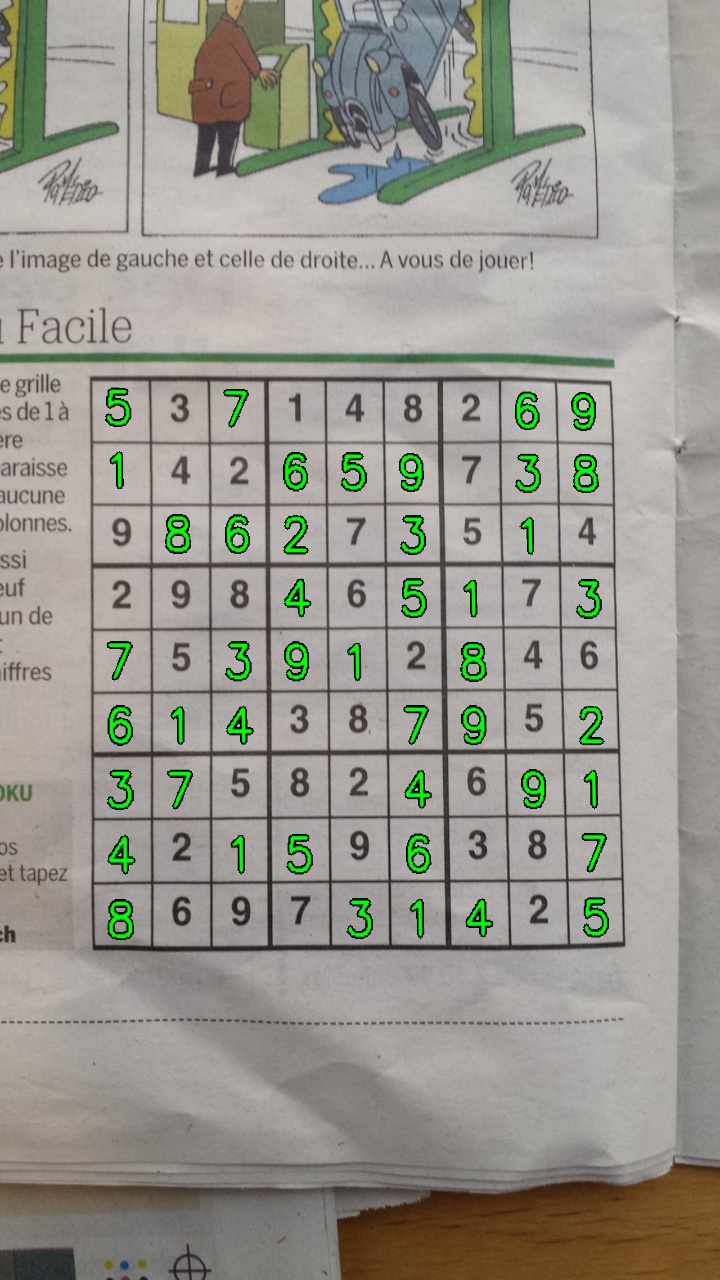 e l'image de gauche et celle de droite... A vous de jouer!
Facile
e grille
es de 1 à
ère
araisse
aucune
olonnes.
ssi
euf
un de
iffres
OKU
os
et tapez
ch
5 3 7 1 4 8 2 6 9
1 4 2 6 5 9 7 3 8
9 8 6 2 7 3 5 1 4
2 9 8 4 6 5 1 7 3
7 5 3 9 1 2 8 4 6
6 1 4 3 8 7 9 5 2
3 7 5 8 2 4 6 9 1
4 2 1 5 9 6 3 8 7
8 6 9 7 3 1 4 2 5